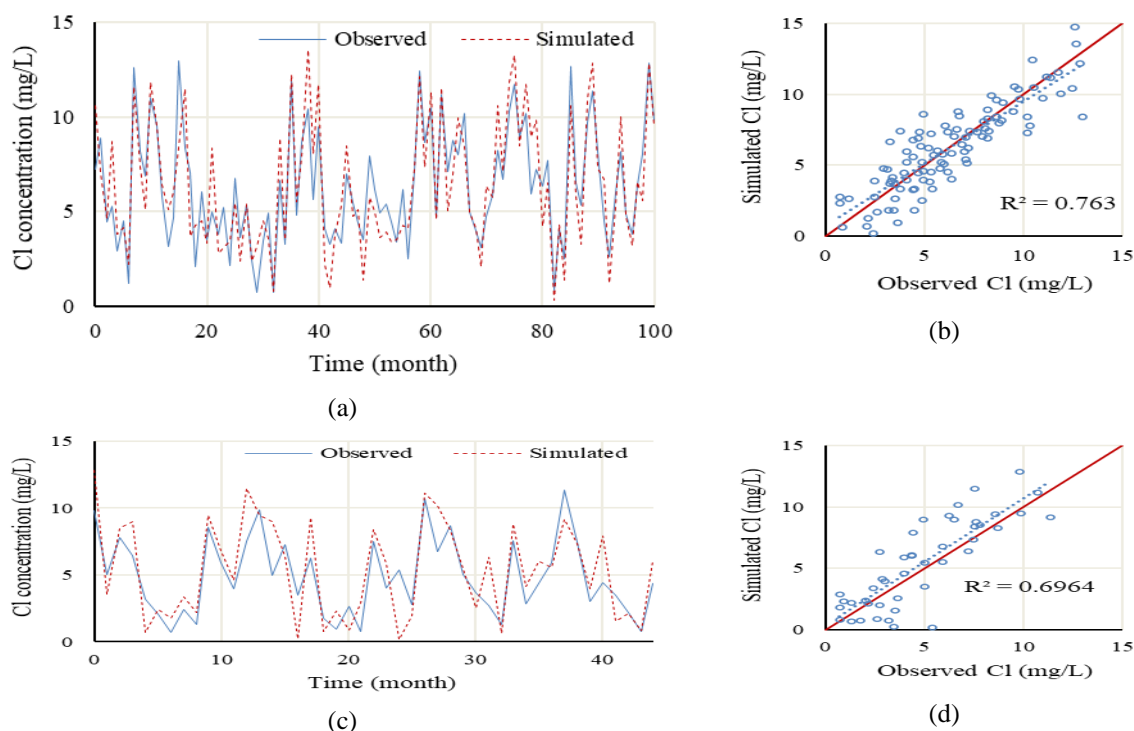 15
10
5
0
Cl concentration (mg/L)
Observed
Simulated
0 20 40 60 80 100
Time (month)
(a)
15
10
5
0
Simulated Cl (mg/L)
R² = 0.763
0 5 10 15
Observed Cl (mg/L)
(b)
15
10
5
0
Cl concentration (mg/L)
Observed
Simulated
0 10 20 30 40
Time (month)
(c)
15
10
5
0
Simulated Cl (mg/L)
R² = 0.6964
0 5 10 15
Observed Cl (mg/L)
(d)